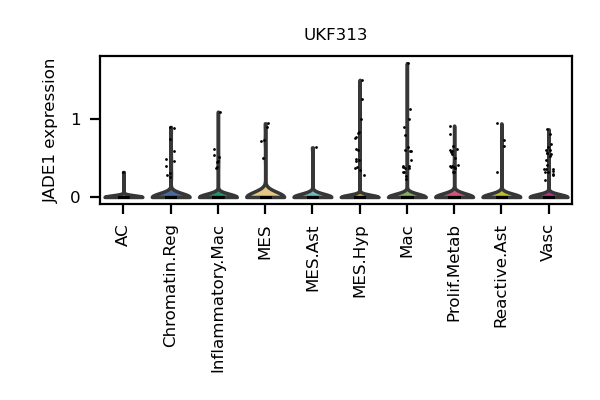 UKF313
JADE1 expression
1
0
AC
Chromatin.Reg
Inflammatory.Mac
MES
MES.Ast
MES.Hyp
Mac
Prolif.Metab
Reactive.Ast
Vasc